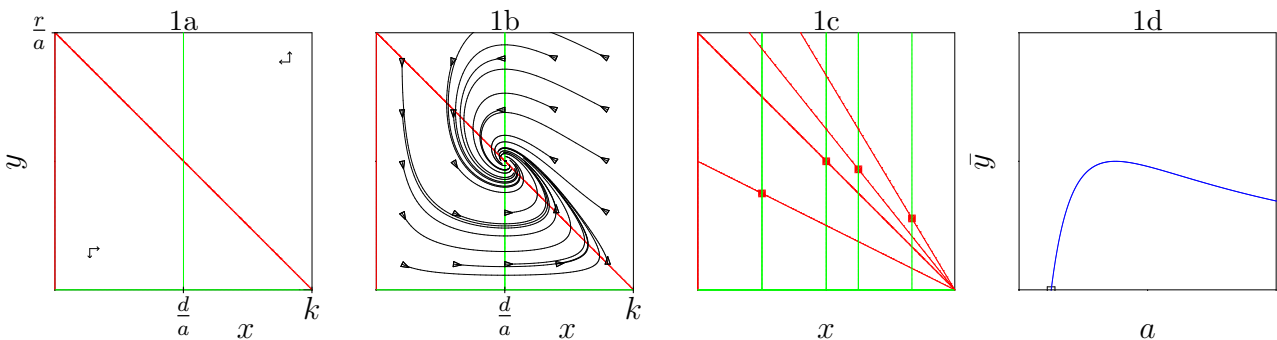 1a 1b 1c 1d
r/a
y ȳ
d/a k d/a k
x x x a